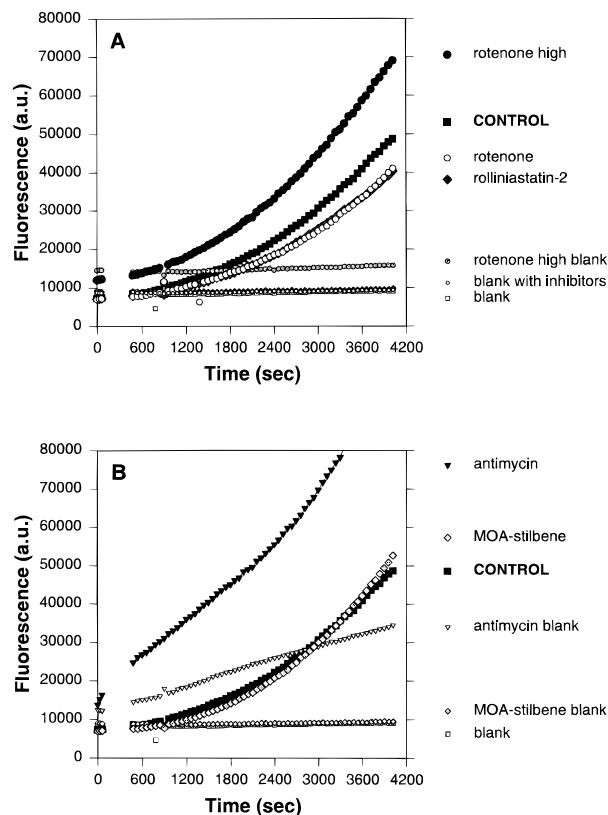 A
80000
70000
60000
50000
40000
30000
20000
10000
0
Fluorescence (a.u.)
0 600 1200 1800 2400 3000 3600 4200
Time (sec)
rotenone high
CONTROL
rotenone
rolliniastatin-2
rotenone high blank
blank with inhibitors
blank
B
80000
70000
60000
50000
40000
30000
20000
10000
0
Fluorescence (a.u.)
0 600 1200 1800 2400 3000 3600 4200
Time (sec)
antimycin
MOA-stilbene
CONTROL
antimycin blank
MOA-stilbene blank
blank